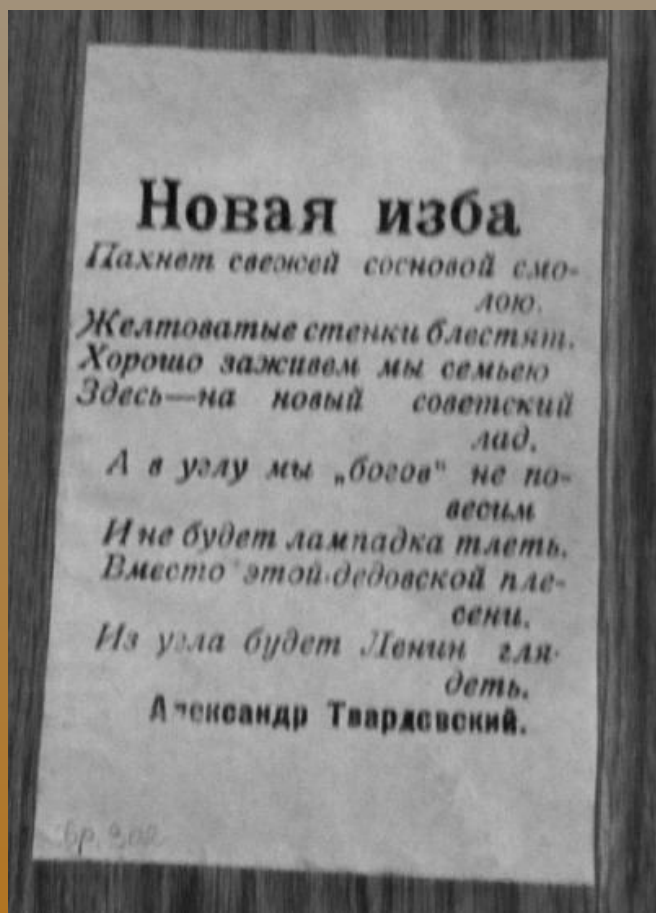 Новая изба
Пахнет свежей сосновой смо-
лою.
Желтоватые стенки блестят.
Хорошо заживем мы семьею
Здесь—на новый советский
лад.
А в углу мы „богов" не по-
весим
И не будет лампадка тлеть.
Вместо этой дедовской пле-
сени.
Из угла будет Ленин гля-
деть.
Александр Твардовский.